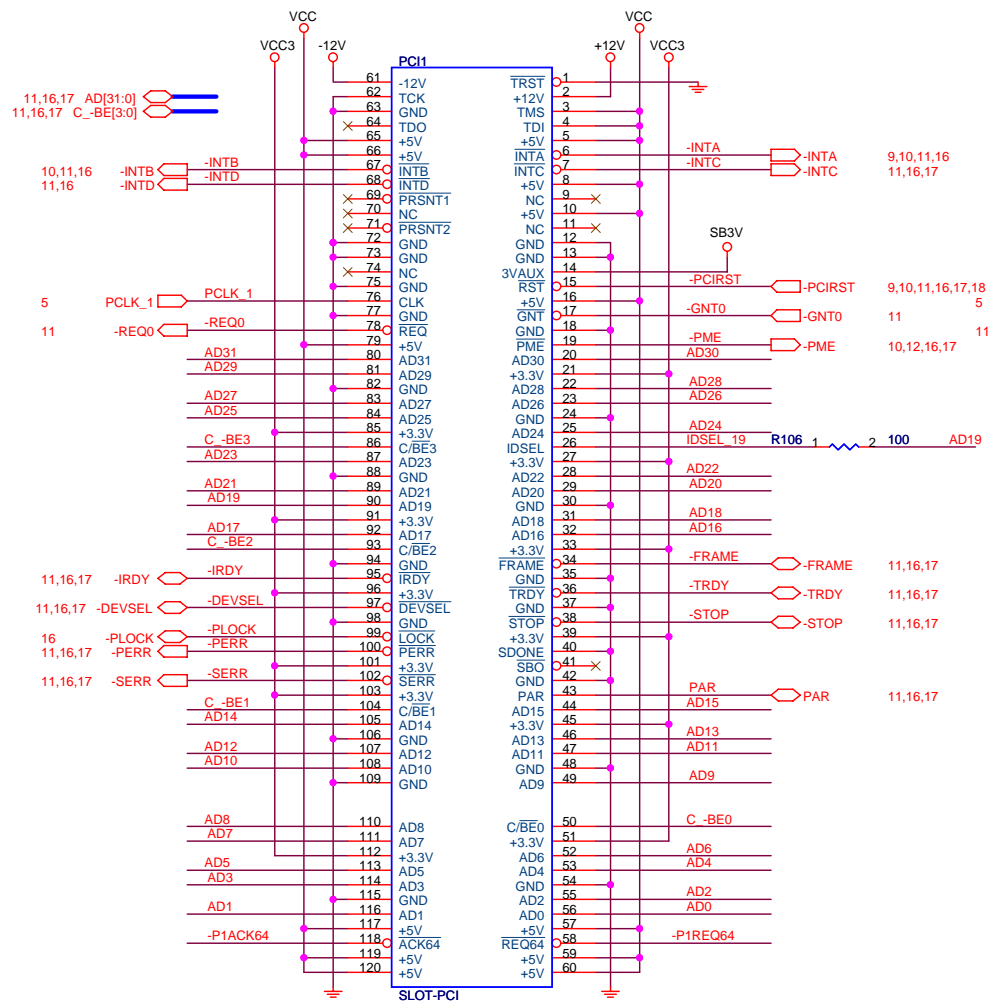 VCC VCC
VCC3 -12V +12V VCC3
PCI1
61 -12V TRST 1
11,16,17 AD[31:0] 62 TCK +12V 2
11,16,17 C_-BE[3:0] 63 GND TMS 3
64 TDO TDI 4
65 +5V +5V 5
66 +5V INTA 6 -INTA -INTA 9,10,11,16
10,11,16 -INTB -INTB 67 INTB INTC 7 -INTC -INTC 11,16,17
11,16 -INTD -INTD 68 INTD +5V 8
69 PRSNT1 NC 9
70 NC +5V 10
71 PRSNT2 NC 11
72 GND GND 12 SB3V
73 GND GND 13
74 NC 3VAUX 14
75 GND RST 15 -PCIRST -PCIRST 9,10,11,16,17,18
5 PCLK_1 PCLK_1 76 CLK +5V 16 5
77 GND GNT 17 -GNT0 -GNT0 11
11 -REQ0 -REQ0 78 REQ GND 18 11
79 +5V PME 19 -PME -PME 10,12,16,17
AD31 80 AD31 AD30 20 AD30
AD29 81 AD29 +3.3V 21
82 GND AD28 22 AD28
AD27 83 AD27 AD26 23 AD26
AD25 84 AD25 GND 24
85 +3.3V AD24 25 AD24
C_-BE3 86 C/BE3 IDSEL 26 IDSEL_19 R106 1 2 100 AD19
AD23 87 AD23 +3.3V 27
88 GND AD22 28 AD22
AD21 89 AD21 AD20 29 AD20
AD19 90 AD19 GND 30
91 +3.3V AD18 31 AD18
AD17 92 AD17 AD16 32 AD16
C_-BE2 93 C/BE2 +3.3V 33
94 GND FRAME 34 -FRAME -FRAME 11,16,17
11,16,17 -IRDY -IRDY 95 IRDY GND 35
96 +3.3V TRDY 36 -TRDY -TRDY 11,16,17
11,16,17 -DEVSEL -DEVSEL 97 DEVSEL GND 37
98 GND STOP 38 -STOP -STOP 11,16,17
16 -PLOCK -PLOCK 99 LOCK +3.3V 39
11,16,17 -PERR -PERR 100 PERR SDONE 40
101 +3.3V SBO 41
11,16,17 -SERR -SERR 102 SERR GND 42
103 +3.3V PAR 43 PAR PAR 11,16,17
C_-BE1 104 C/BE1 AD15 44 AD15
AD14 105 AD14 +3.3V 45
106 GND AD13 46 AD13
AD12 107 AD12 AD11 47 AD11
AD10 108 AD10 GND 48
109 GND AD9 49 AD9
AD8 110 AD8 C/BE0 50 C_-BE0
AD7 111 AD7 +3.3V 51
112 +3.3V AD6 52 AD6
AD5 113 AD5 AD4 53 AD4
AD3 114 AD3 GND 54
115 GND AD2 55 AD2
AD1 116 AD1 AD0 56 AD0
117 +5V +5V 57
-P1ACK64 118 ACK64 REQ64 58 -P1REQ64
119 +5V +5V 59
120 +5V +5V 60
SLOT-PCI